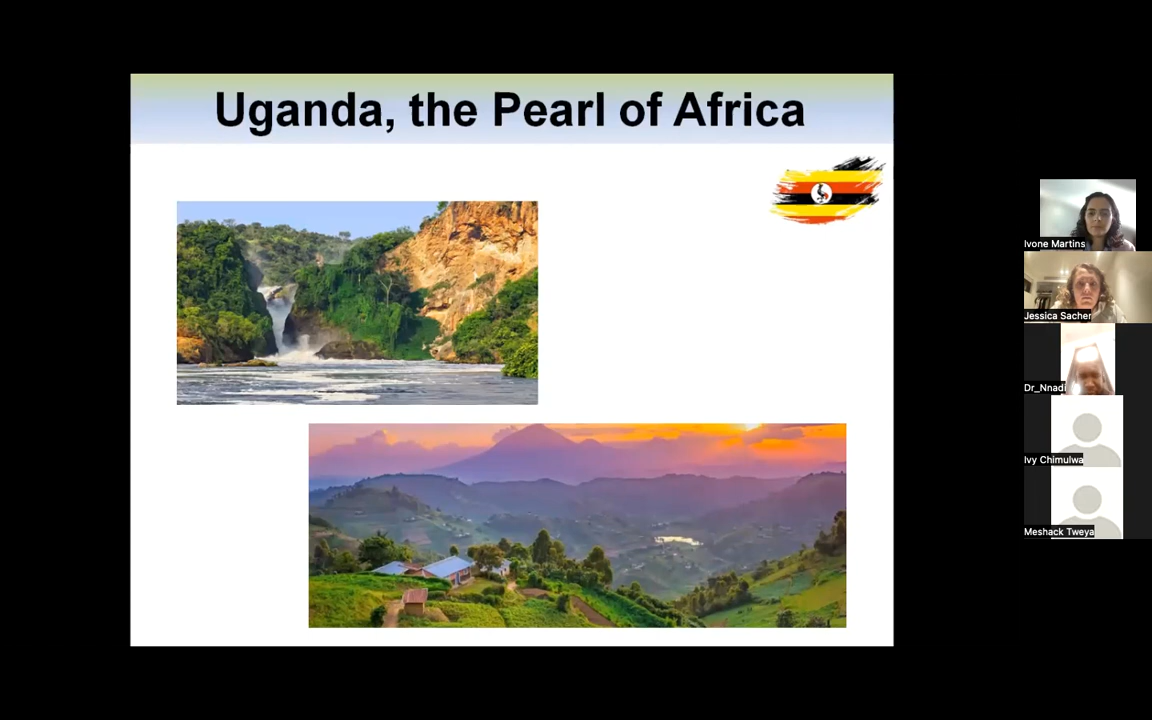 Uganda, the Pearl of Africa
Ivone Martins
Jessica Sacher
Dr_Nnadi
Ivy Chimulwa
Meshack Tweya